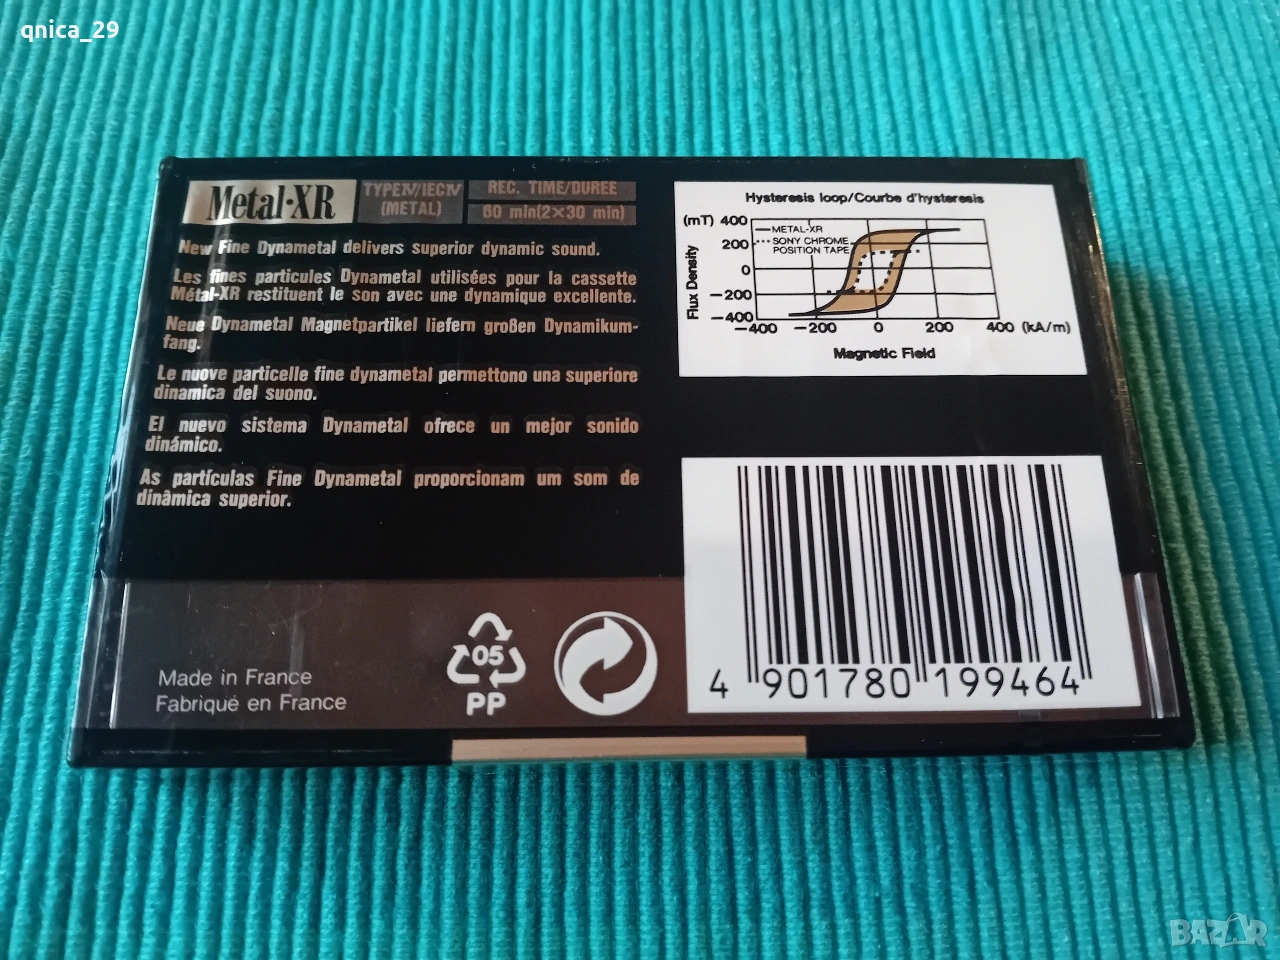 qnica_29
Metal·XR
TYPEIV/IECIV
(METAL)
REC. TIME/DURÉE
60 min(2×30 min)
New Fine Dynametal delivers superior dynamic sound.
Les fines particules Dynametal utilisées pour la cassette
Métal-XR restituent le son avec une dynamique excellente.
Neue Dynametal Magnetpartikel liefern großen Dynamikum-
fang.
Le nuove particelle fine dynametal permettono una superiore
dinamica del suono.
El nuevo sistema Dynametal ofrece un mejor sonido
dinámico.
As partículas Fine Dynametal proporcionam um som de
dinâmica superior.
Hysteresis loop/Courbe d'hysteresis
(mT) 400
METAL-XR
SONY CHROME
POSITION TAPE
200
0
−200
−400
Flux Density
−400 −200 0 200 400 (kA/m)
Magnetic Field
4 901780 199464
Made in France
Fabriqué en France
05
PP
BAZAR